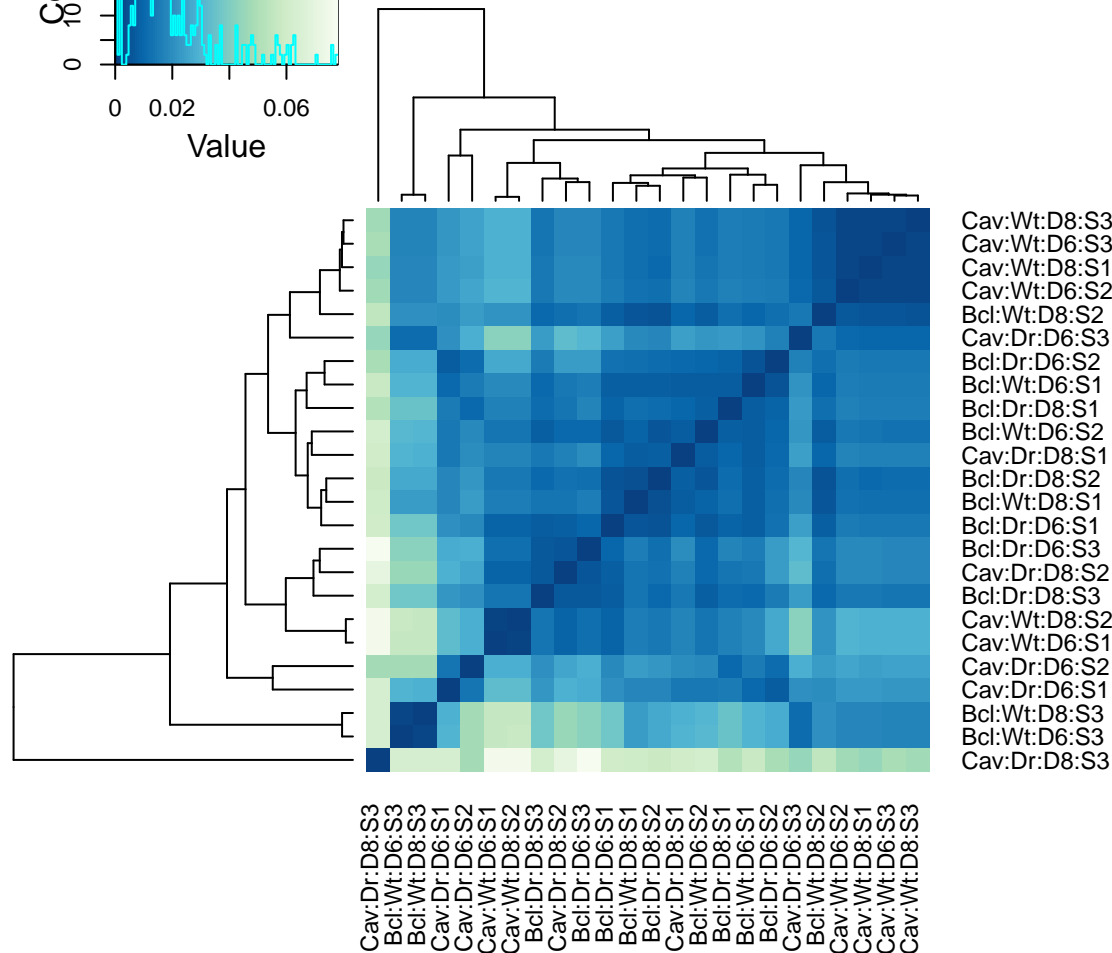 10
0
0 0.02 0.06
Value
Cav:Wt:D8:S3
Cav:Wt:D6:S3
Cav:Wt:D8:S1
Cav:Wt:D6:S2
Bcl:Wt:D8:S2
Cav:Dr:D6:S3
Bcl:Dr:D6:S2
Bcl:Wt:D6:S1
Bcl:Dr:D8:S1
Bcl:Wt:D6:S2
Cav:Dr:D8:S1
Bcl:Dr:D8:S2
Bcl:Wt:D8:S1
Bcl:Dr:D6:S1
Bcl:Dr:D6:S3
Cav:Dr:D8:S2
Bcl:Dr:D8:S3
Cav:Wt:D8:S2
Cav:Wt:D6:S1
Cav:Dr:D6:S2
Cav:Dr:D6:S1
Bcl:Wt:D8:S3
Bcl:Wt:D6:S3
Cav:Dr:D8:S3
Cav:Dr:D8:S3
Bcl:Wt:D6:S3
Bcl:Wt:D8:S3
Cav:Dr:D6:S1
Cav:Dr:D6:S2
Cav:Wt:D6:S1
Cav:Wt:D8:S2
Bcl:Dr:D8:S3
Cav:Dr:D8:S2
Bcl:Dr:D6:S3
Bcl:Dr:D6:S1
Bcl:Wt:D8:S1
Bcl:Dr:D8:S2
Cav:Dr:D8:S1
Bcl:Wt:D6:S2
Bcl:Dr:D8:S1
Bcl:Wt:D6:S1
Bcl:Dr:D6:S2
Cav:Dr:D6:S3
Bcl:Wt:D8:S2
Cav:Wt:D6:S2
Cav:Wt:D8:S1
Cav:Wt:D6:S3
Cav:Wt:D8:S3